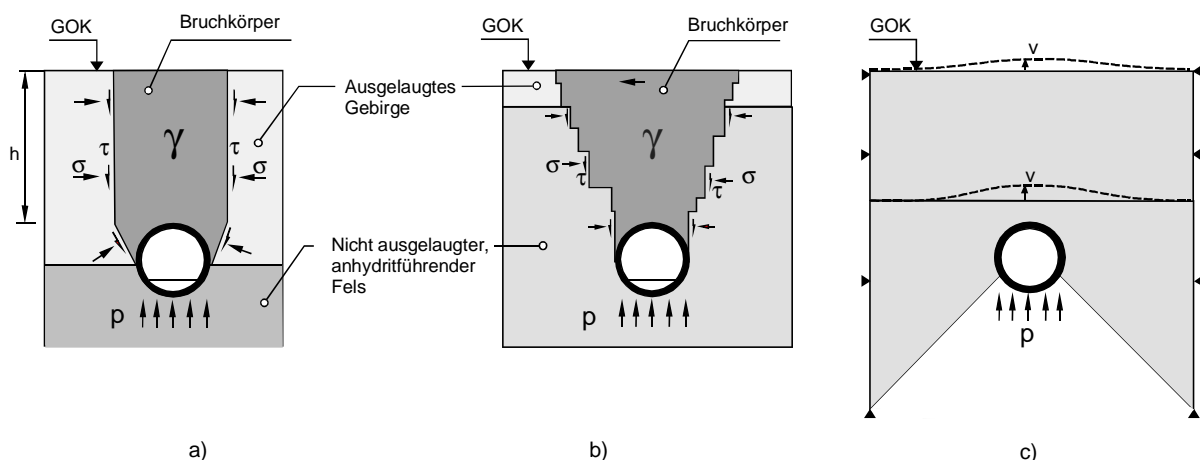 GOK
Bruchkörper
h
τ
τ
σ
σ
γ
p
a)
Ausgelaugtes
Gebirge
Nicht ausgelaugter,
anhydritführender
Fels
GOK
Bruchkörper
γ
σ
τ
τ
σ
p
b)
GOK
v
v
p
c)